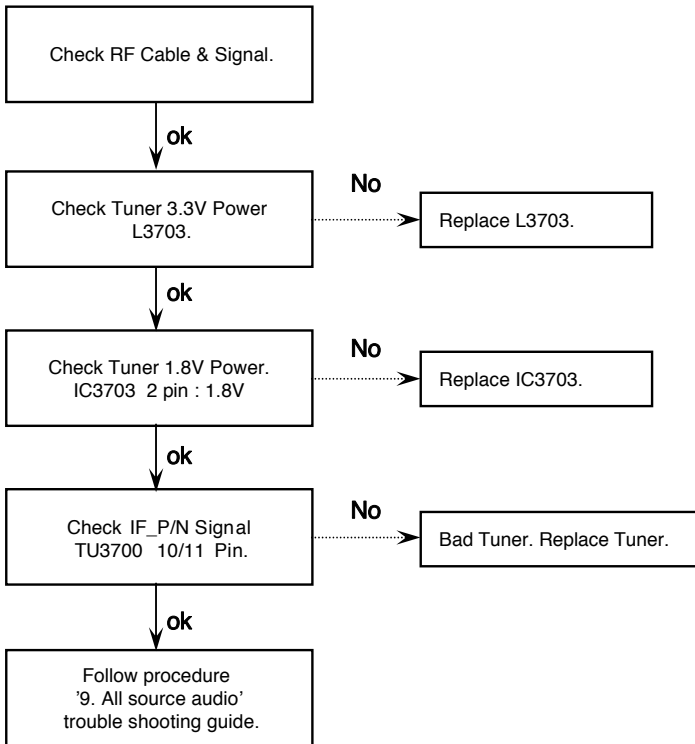 Check RF Cable & Signal.
ok
Check Tuner 3.3V Power
L3703.
No
Replace L3703.
ok
Check Tuner 1.8V Power.
IC3703 2 pin : 1.8V
No
Replace IC3703.
ok
Check IF_P/N Signal
TU3700 10/11 Pin.
No
Bad Tuner. Replace Tuner.
ok
Follow procedure
’9. All source audio’
trouble shooting guide.